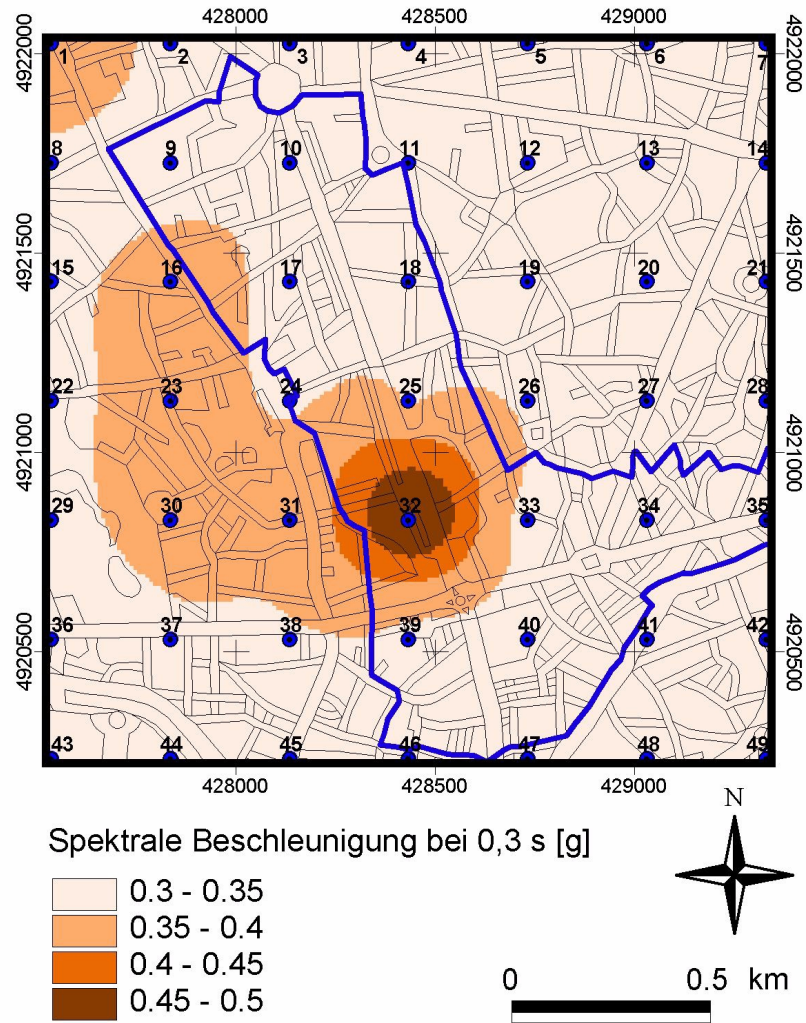 428000 428500 429000
4922000 4922000
1 2 3 4 5 6 7
8 9 10 11 12 13 14
4921500 4921500
15 16 17 18 19 20 21
22 23 24 25 26 27 28
4921000 4921000
29 30 31 32 33 34 35
36 37 38 39 40 41 42
4920500 4920500
43 44 45 46 47 48 49
428000 428500 429000
N
Spektrale Beschleunigung bei 0,3 s [g]
0.3 - 0.35
0.35 - 0.4
0.4 - 0.45
0.45 - 0.5
0 0.5 km